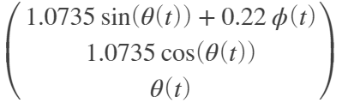 1.0735 sin(θ(t)) + 0.22 ϕ(t)
1.0735 cos(θ(t))
θ(t)